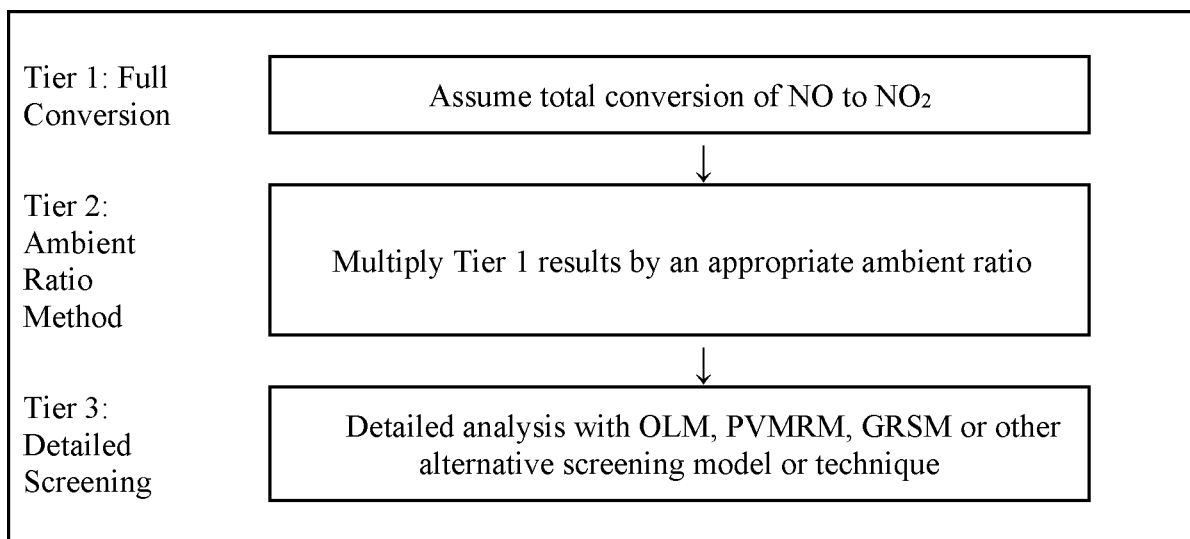 Tier 1: Full
Conversion
Assume total conversion of NO to NO₂
↓
Tier 2:
Ambient
Ratio
Method
Multiply Tier 1 results by an appropriate ambient ratio
↓
Tier 3:
Detailed
Screening
Detailed analysis with OLM, PVMRM, GRSM or other
alternative screening model or technique